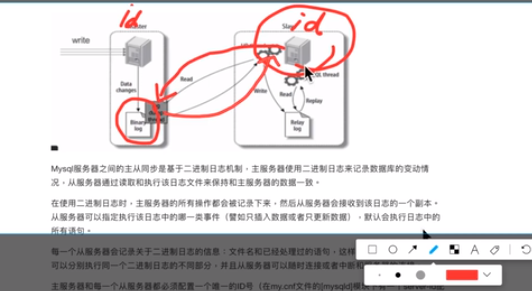 id
id
write
Data
changes
Binary
log
Read
Write
Read
Replay
SQL thread
Relay
log
Mysql服务器之间的主从同步是基于二进制日志机制，主服务器使用二进制日志来记录数据库的变动情
况，从服务器通过读取和执行该日志文件来保持和主服务器的数据一致。
在使用二进制日志时，主服务器的所有操作都会被记录下来，然后从服务器会接收到该日志的一个副本。
从服务器可以指定执行该日志中的哪一类事件（譬如只插入数据或者只更新数据），默认会执行日志中的
所有语句。
每一个从服务器会记录关于二进制日志的信息：文件名和已经处理过的语句，这样
可以分别执行同一个二进制日志的不同部分，并且从服务器可以随时连接或者中断和
主服务器和每一个从服务器都必须配置一个唯一的ID号（在my.cnf文件的[mysqld]模块下有一个
A